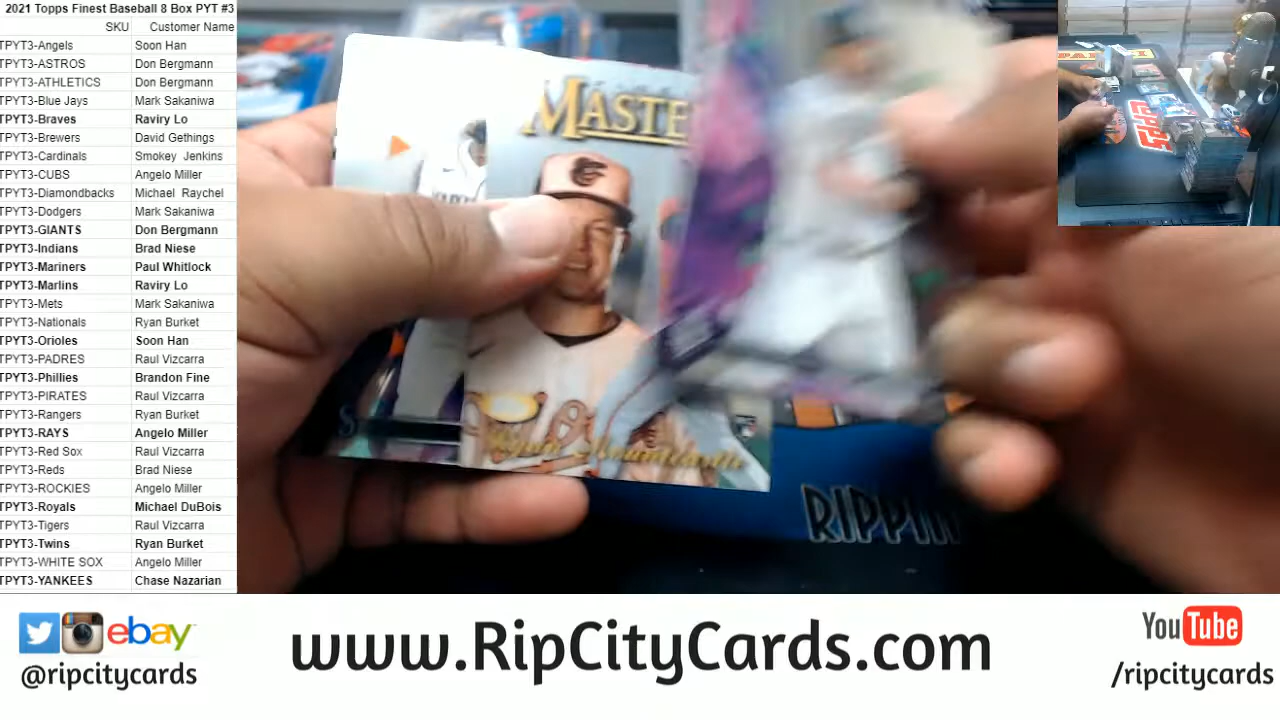 2021 Topps Finest Baseball 8 Box PYT #3
SKU Customer Name
TPYT3-Angels Soon Han
TPYT3-ASTROS Don Bergmann
TPYT3-ATHLETICS Don Bergmann
TPYT3-Blue Jays Mark Sakaniwa
TPYT3-Braves Raviry Lo
TPYT3-Brewers David Gethings
TPYT3-Cardinals Smokey Jenkins
TPYT3-CUBS Angelo Miller
TPYT3-Diamondbacks Michael Raychel
TPYT3-Dodgers Mark Sakaniwa
TPYT3-GIANTS Don Bergmann
TPYT3-Indians Brad Niese
TPYT3-Mariners Paul Whitlock
TPYT3-Marlins Raviry Lo
TPYT3-Mets Mark Sakaniwa
TPYT3-Nationals Ryan Burket
TPYT3-Orioles Soon Han
TPYT3-PADRES Raul Vizcarra
TPYT3-Phillies Brandon Fine
TPYT3-PIRATES Raul Vizcarra
TPYT3-Rangers Ryan Burket
TPYT3-RAYS Angelo Miller
TPYT3-Red Sox Raul Vizcarra
TPYT3-Reds Brad Niese
TPYT3-ROCKIES Angelo Miller
TPYT3-Royals Michael DuBois
TPYT3-Tigers Raul Vizcarra
TPYT3-Twins Ryan Burket
TPYT3-WHITE SOX Angelo Miller
TPYT3-YANKEES Chase Nazarian
MASTE
Ryan Mountcastle
RIPPIN
TOPPS
ebay
@ripcitycards
www.RipCityCards.com
YouTube
/ripcitycards